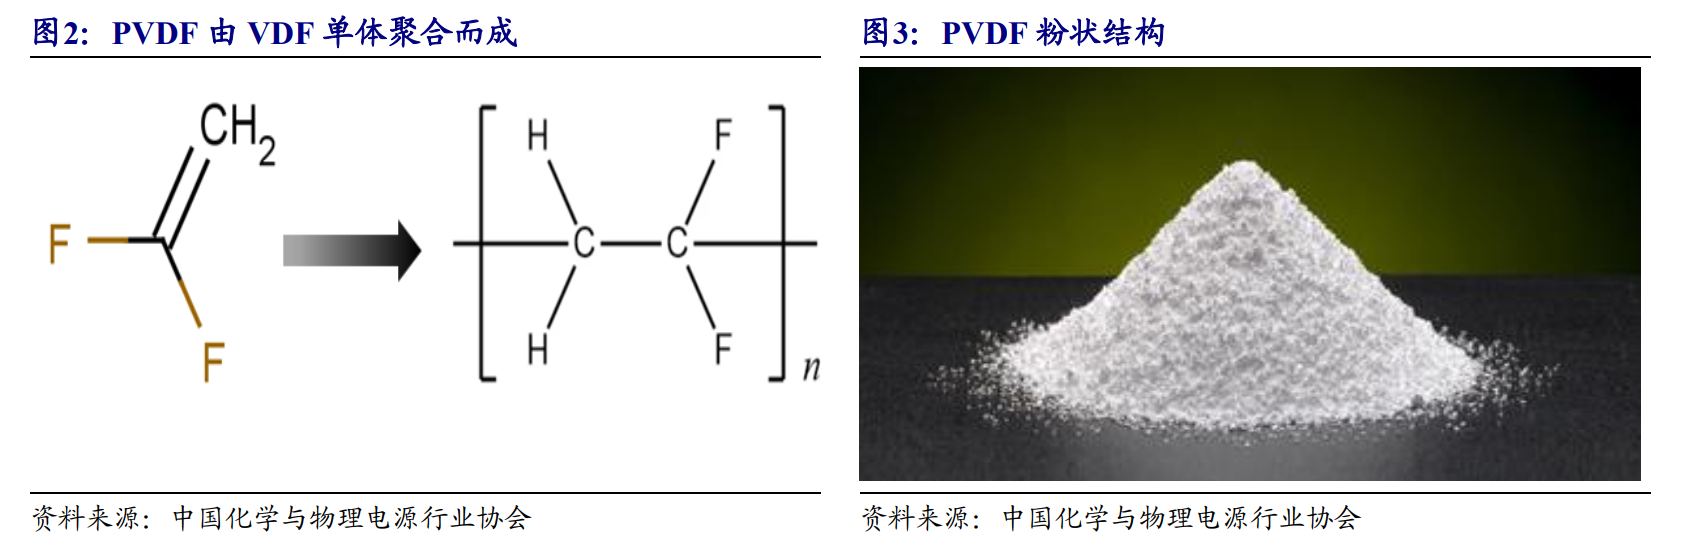 图2：PVDF 由 VDF 单体聚合而成
CH2
F
F
H
F
C
C
H
F
n
资料来源：中国化学与物理电源行业协会
图3：PVDF 粉状结构
资料来源：中国化学与物理电源行业协会